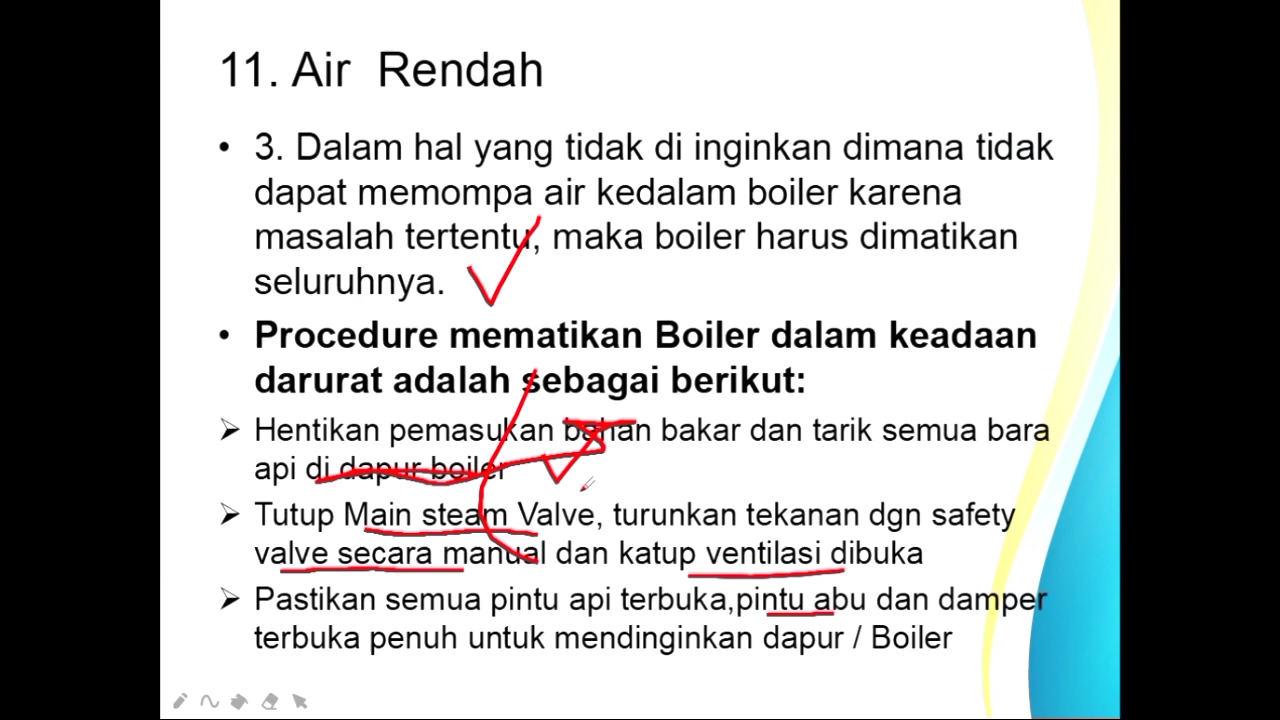 11. Air Rendah
• 3. Dalam hal yang tidak di inginkan dimana tidak
dapat memompa air kedalam boiler karena
masalah tertentu, maka boiler harus dimatikan
seluruhnya.
• Procedure mematikan Boiler dalam keadaan
darurat adalah sebagai berikut:
➢ Hentikan pemasukan bahan bakar dan tarik semua bara
api di dapur boiler
➢ Tutup Main steam Valve, turunkan tekanan dgn safety
valve secara manual dan katup ventilasi dibuka
➢ Pastikan semua pintu api terbuka,pintu abu dan damper
terbuka penuh untuk mendinginkan dapur / Boiler